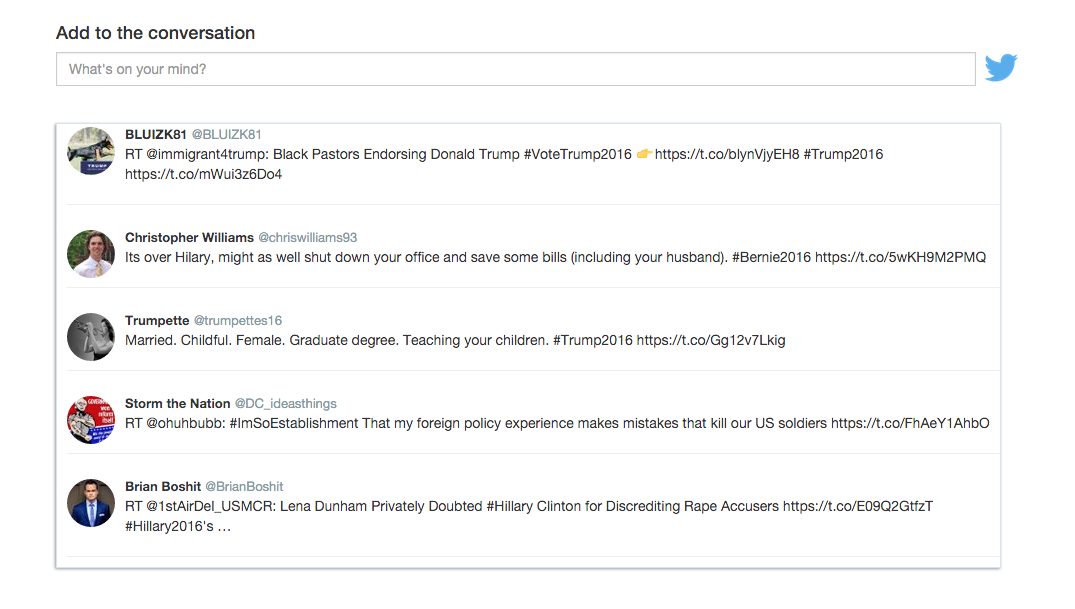 Add to the conversation
What's on your mind?
BLUIZK81 @BLUIZK81
RT @immigrant4trump: Black Pastors Endorsing Donald Trump #VoteTrump2016 👉https://t.co/blynVjyEH8 #Trump2016
https://t.co/mWui3z6Do4
TRUMP
Christopher Williams @chriswilliams93
Its over Hilary, might as well shut down your office and save some bills (including your husband). #Bernie2016 https://t.co/5wKH9M2PMQ
Trumpette @trumpettes16
Married. Childful. Female. Graduate degree. Teaching your children. #Trump2016 https://t.co/Gg12v7Lkig
Storm the Nation @DC_ideasthings
RT @ohuhbubb: #ImSoEstablishment That my foreign policy experience makes mistakes that kill our US soldiers https://t.co/FhAeY1AhbO
Brian Boshit @BrianBoshit
RT @1stAirDel_USMCR: Lena Dunham Privately Doubted #Hillary Clinton for Discrediting Rape Accusers https://t.co/E09Q2GtfzT
#Hillary2016's …